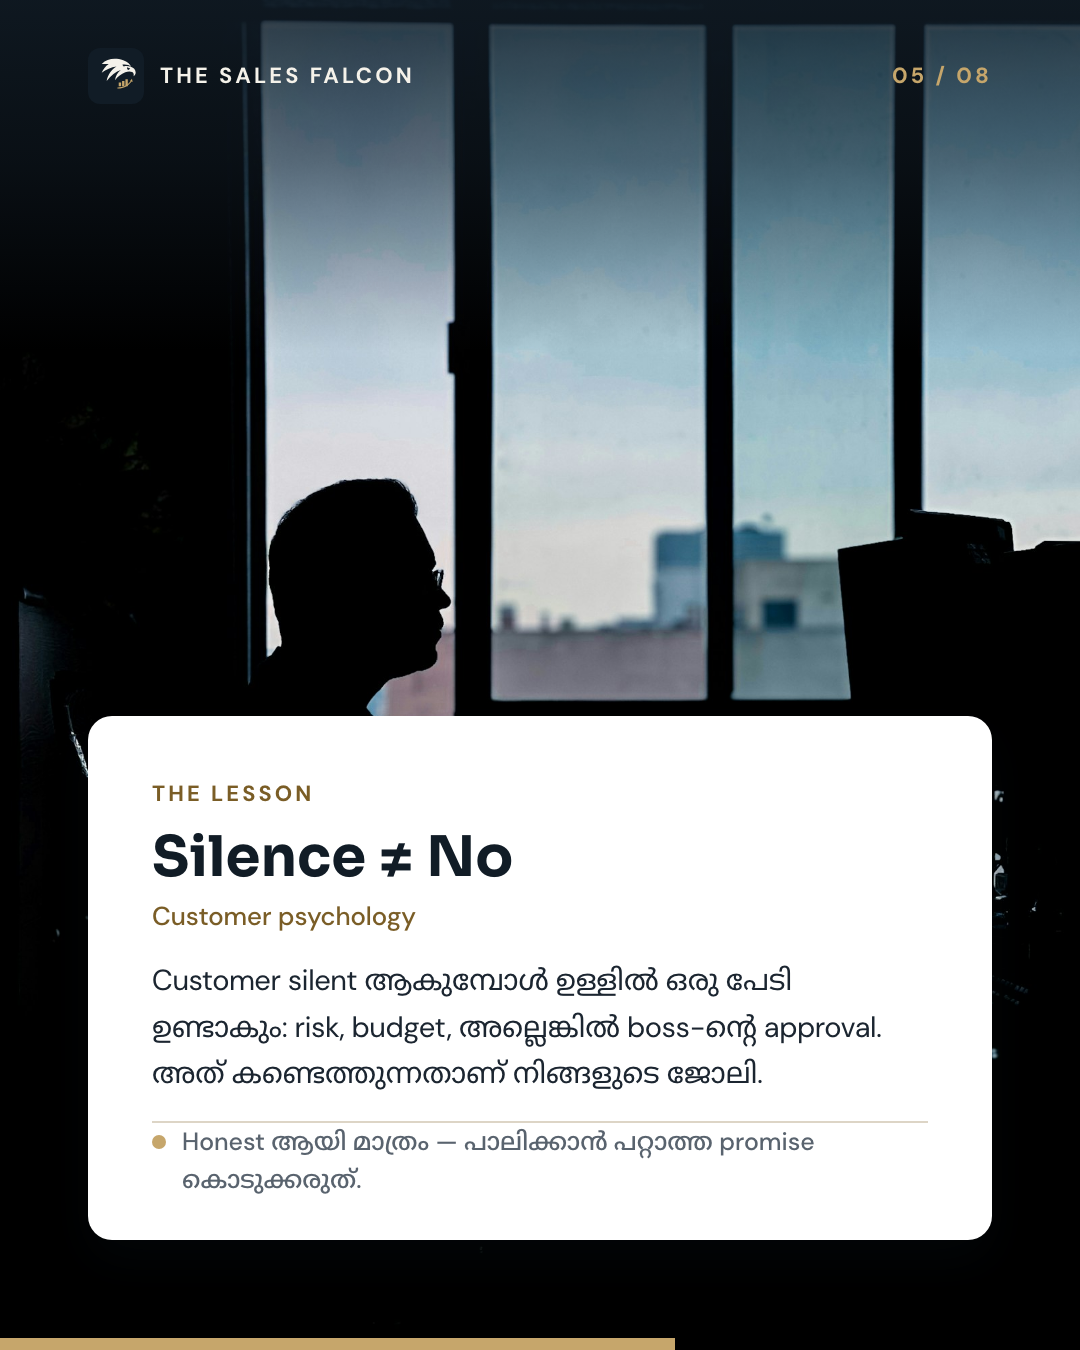 THE SALES FALCON
05 / 08
THE LESSON
Silence ≠ No
Customer psychology
Customer silent ആകുമ്പോൾ ഉള്ളിൽ ഒരു പേടി
ഉണ്ടാകും: risk, budget, അല്ലെങ്കിൽ boss-ന്റെ approval.
അത് കണ്ടെത്തുന്നതാണ് നിങ്ങളുടെ ജോലി.
Honest ആയി മാത്രം — പാലിക്കാൻ പറ്റാത്ത promise
കൊടുക്കരുത്.